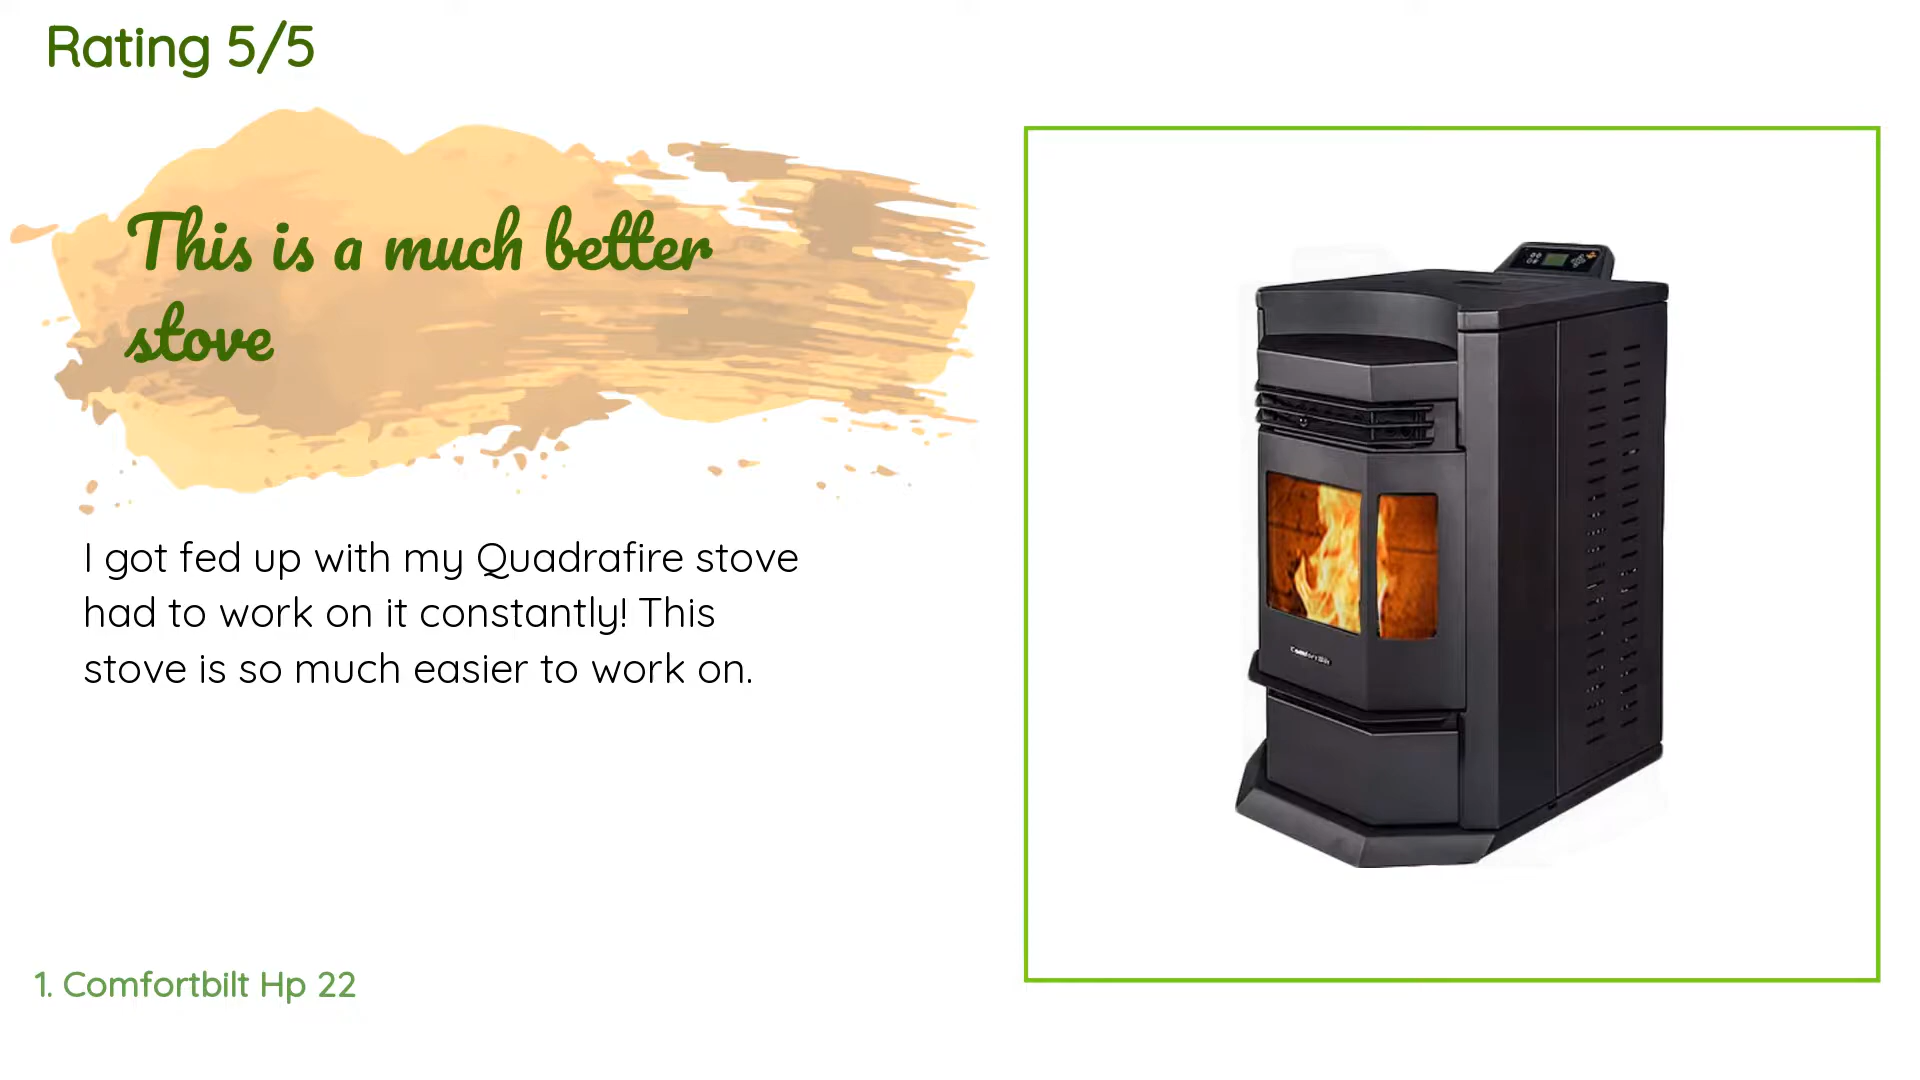 Rating 5/5
This is a much better
stove
I got fed up with my Quadrafire stove
had to work on it constantly! This
stove is so much easier to work on.
ComfortBilt
1. Comfortbilt Hp 22